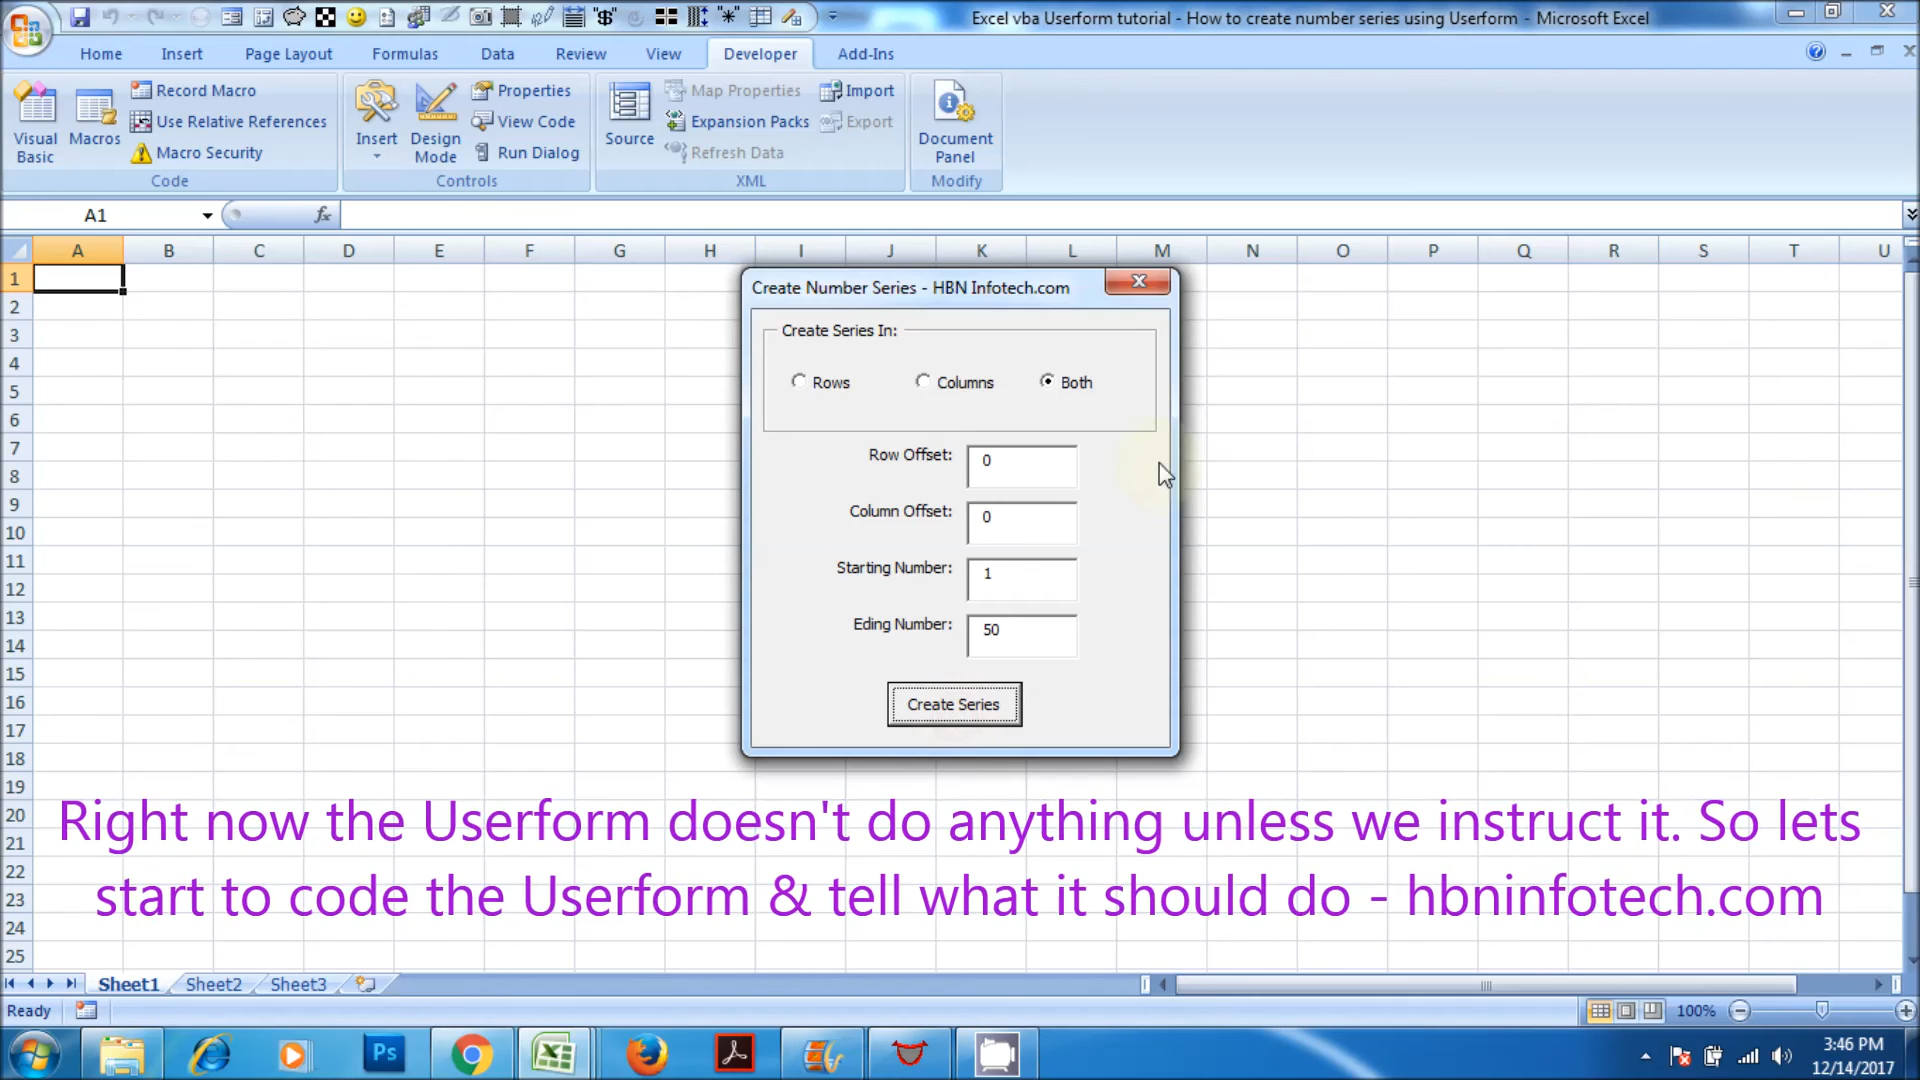 Excel vba Userform tutorial - How to create number series using Userform - Microsoft Excel
Home Insert Page Layout Formulas Data Review View Developer Add-Ins
Visual Basic
Macros
Record Macro
Use Relative References
Macro Security
Code
Insert
Design Mode
Properties
View Code
Run Dialog
Controls
Source
Map Properties
Expansion Packs
Refresh Data
Import
Export
XML
Document Panel
Modify
A1 fx
A B C D E F G H I J K L M N O P Q R S T U
1
2
3
4
5
6
7
8
9
10
11
12
13
14
15
16
17
18
19
20
21
22
23
24
25
Create Number Series - HBN Infotech.com
Create Series In:
Rows Columns Both
Row Offset: 0
Column Offset: 0
Starting Number: 1
Eding Number: 50
Create Series
Right now the Userform doesn't do anything unless we instruct it. So lets
start to code the Userform & tell what it should do - hbninfotech.com
Sheet1 Sheet2 Sheet3
Ready 100%
Ps
3:46 PM
12/14/2017